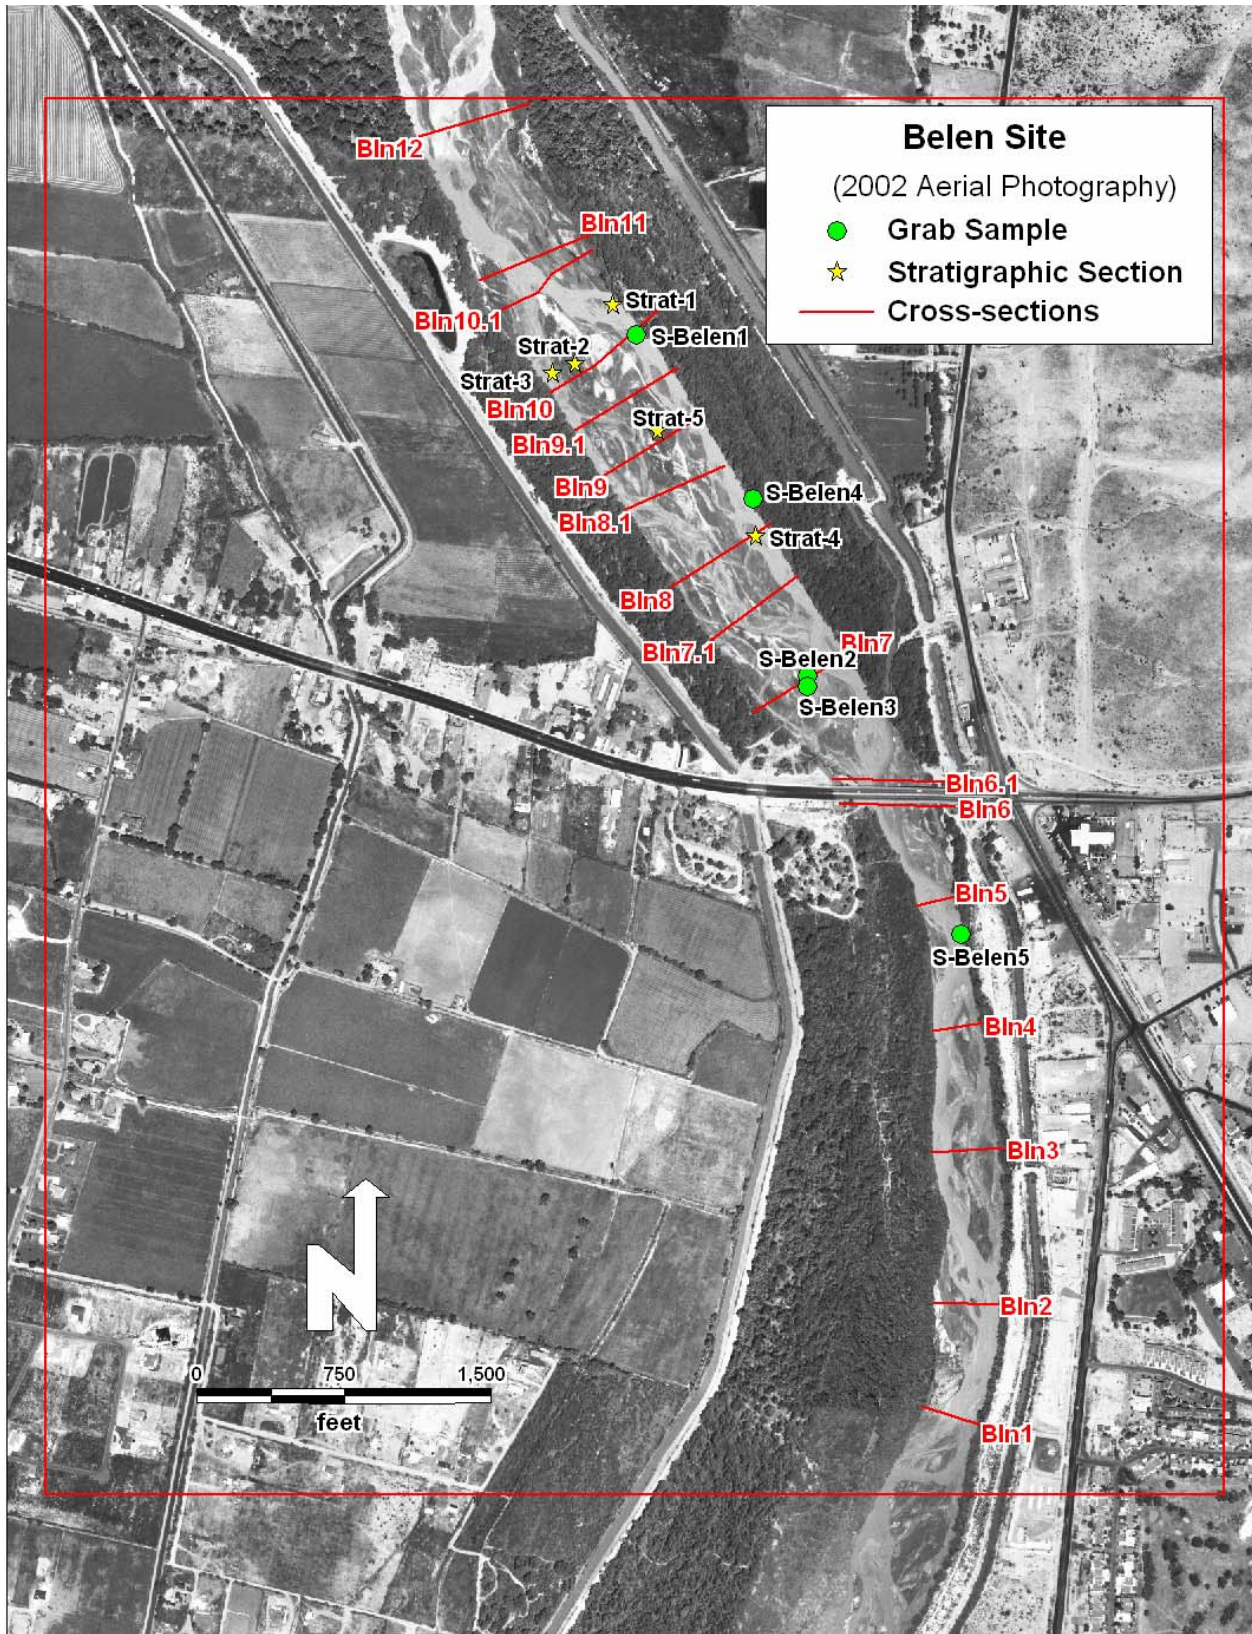 Belen Site
(2002 Aerial Photography)
Grab Sample
Stratigraphic Section
Cross-sections
Bln12
Bln11
Bln10.1
Strat-1
S-Belen1
Strat-2
Strat-3
Bln10
Bln9.1
Strat-5
Bln9
Bln8.1
S-Belen4
Strat-4
Bln8
Bln7.1
Bln7
S-Belen2
S-Belen3
Bln6.1
Bln6
Bln5
S-Belen5
Bln4
Bln3
N
Bln2
0 750 1,500
feet
Bln1